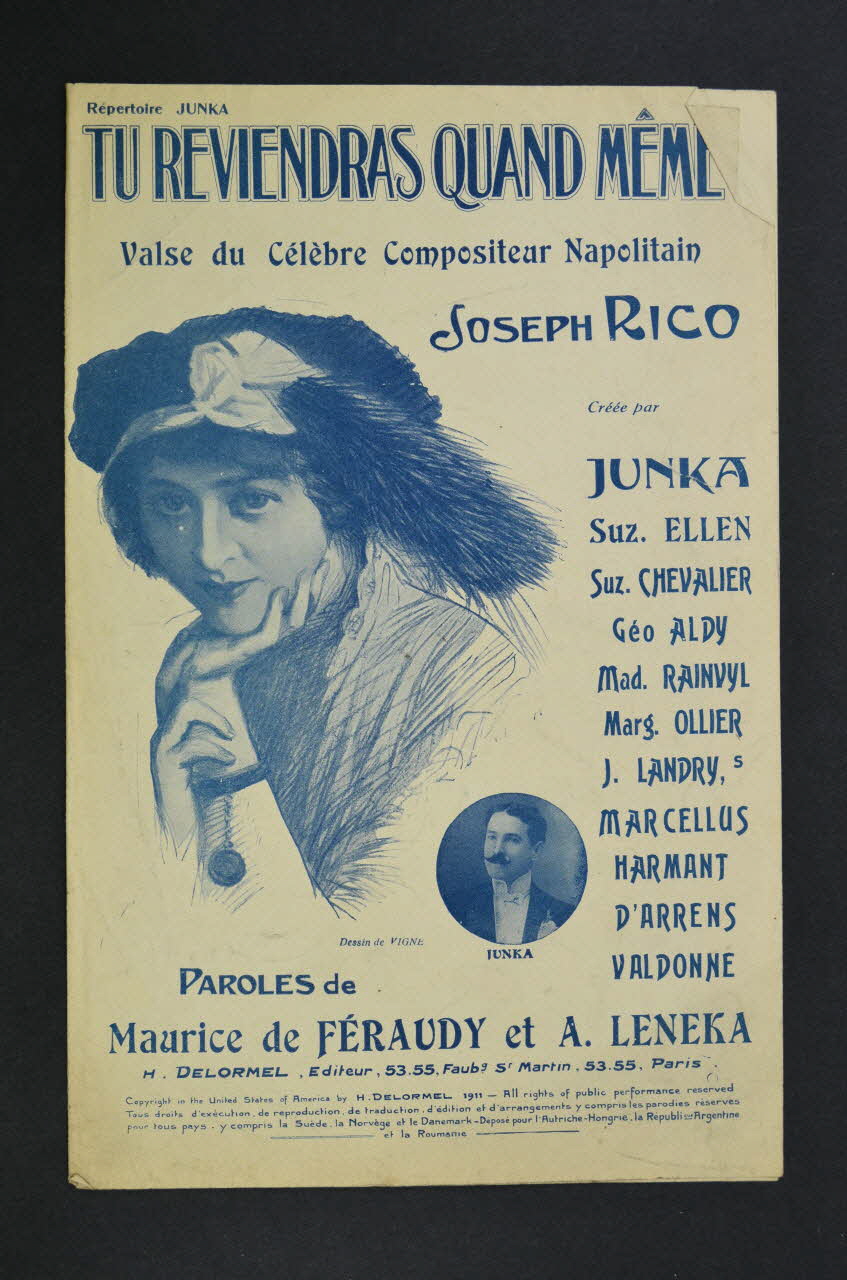 Répertoire JUNKA
TU REVIENDRAS QUAND MÊME
Valse du Célèbre Compositeur Napolitain
JOSEPH RICO
Créée par
JUNKA
Suz. ELLEN
Suz. CHEVALIER
Géo ALDY
Mad. RAINVYL
Marg. OLLIER
J. LANDRY, s
MARCELLUS
HARMANT
D'ARRENS
VALDONNE
Dessin de VIGNE
JUNKA
PAROLES de
Maurice de FÉRAUDY et A. LENEKA
H. DELORMEL, Editeur, 53.55, Faubg St Martin, 53.55, Paris
Copyright in the United States of America by H. DELORMEL 1911 — All rights of public performance reserved
Tous droits d'exécution, de reproduction, de traduction, d'édition et d'arrangements y compris les parodies réservés
pour tous pays, y compris la Suède, la Norvège et le Danemark - Déposé pour l'Autriche-Hongrie, la Républi que Argentine
et la Roumanie